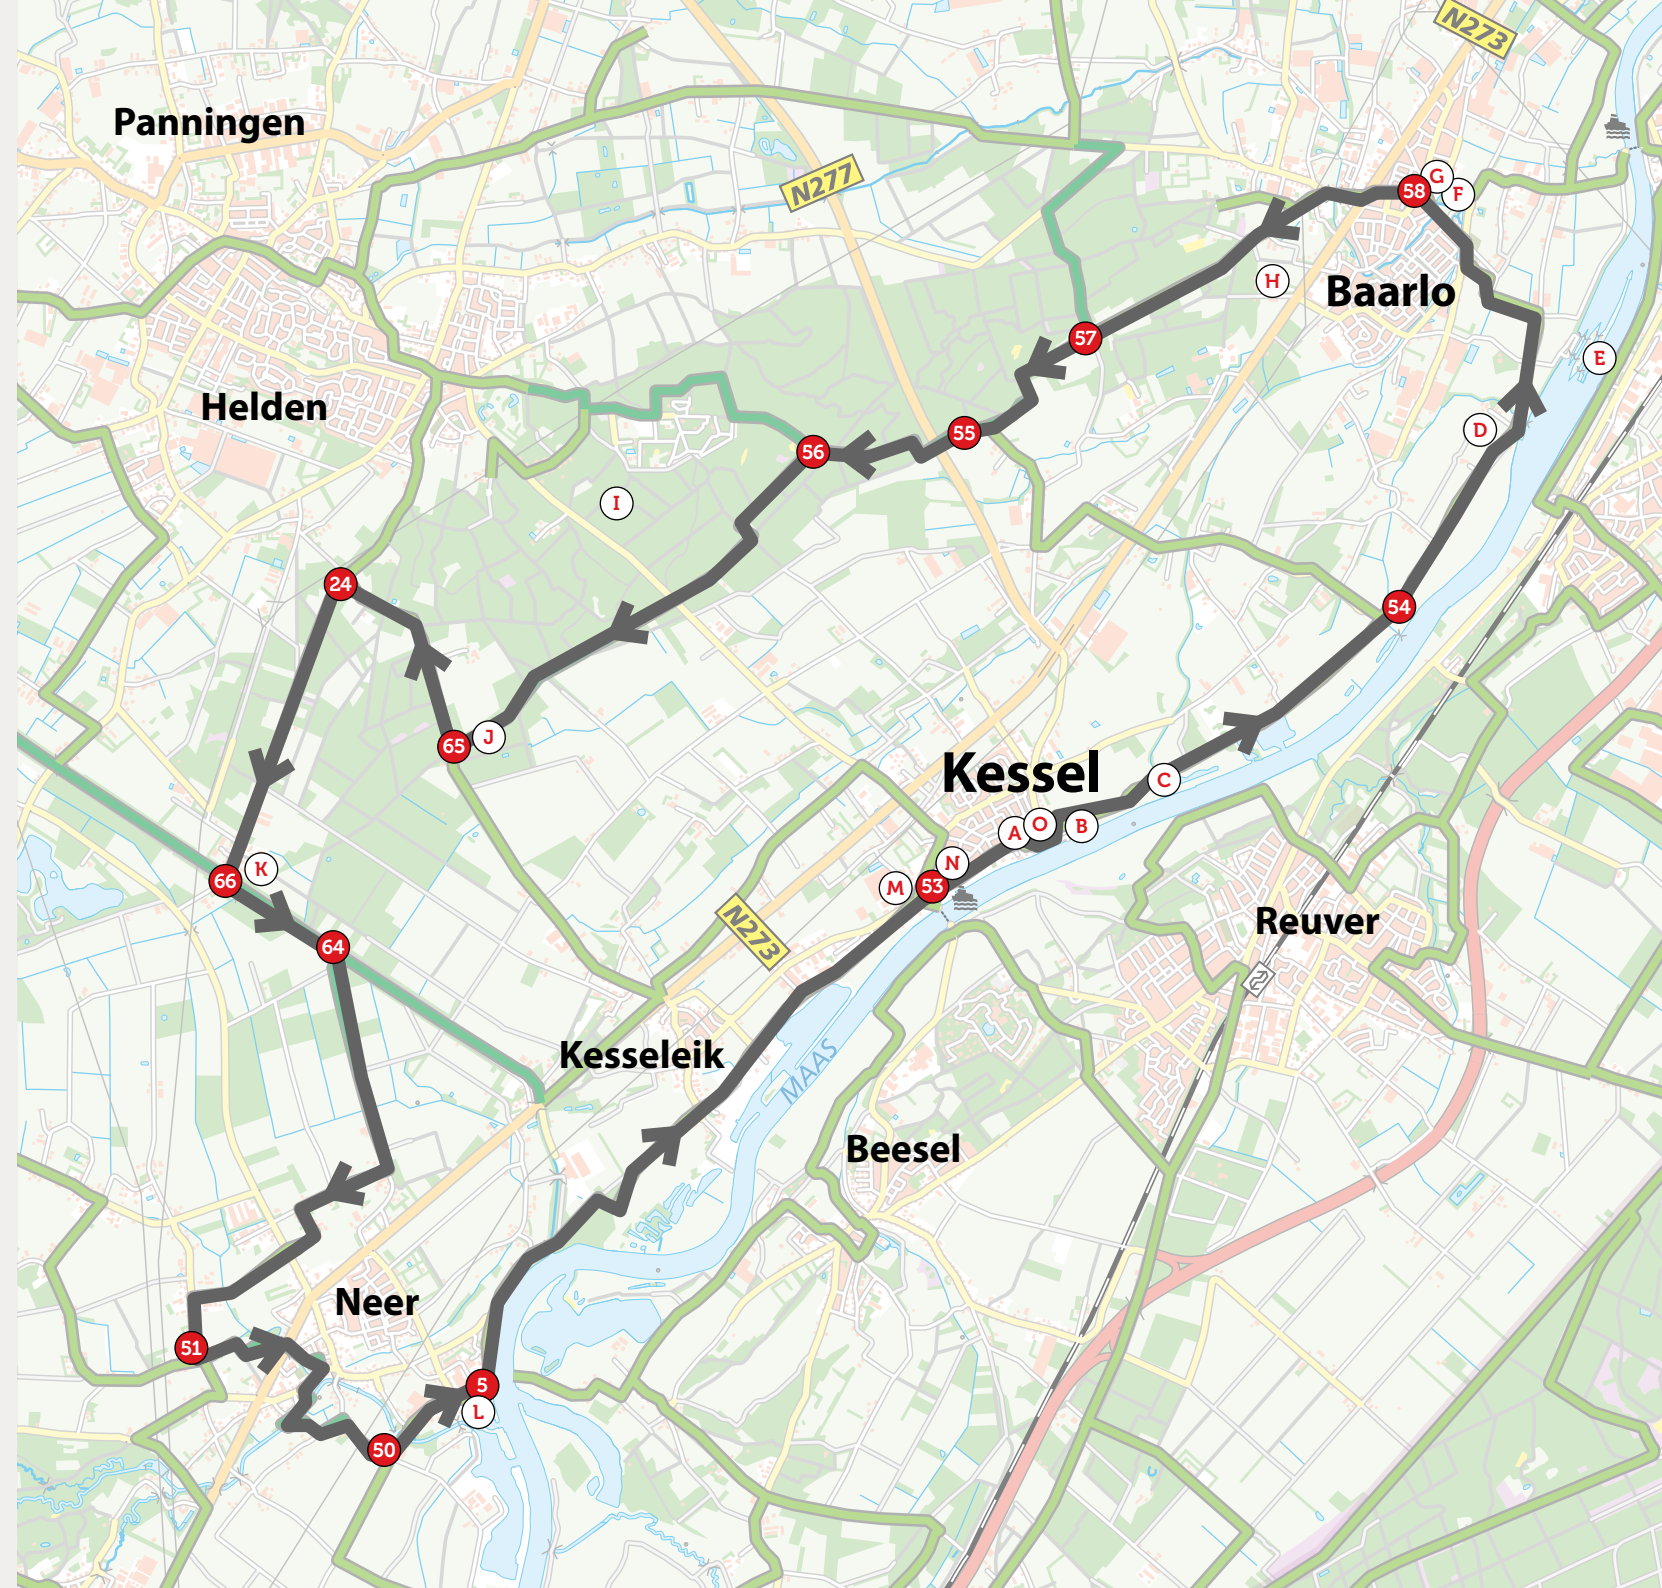 N273
Panningen
N277
G
58
F
H
Baarlo
57
E
Helden
D
55
56
I
24
54
J
65
Kessel
C
O
B
A
N
K
66
M
53
Reuver
N273
64
Kesseleik
MAAS
Beesel
Neer
51
5
L
50